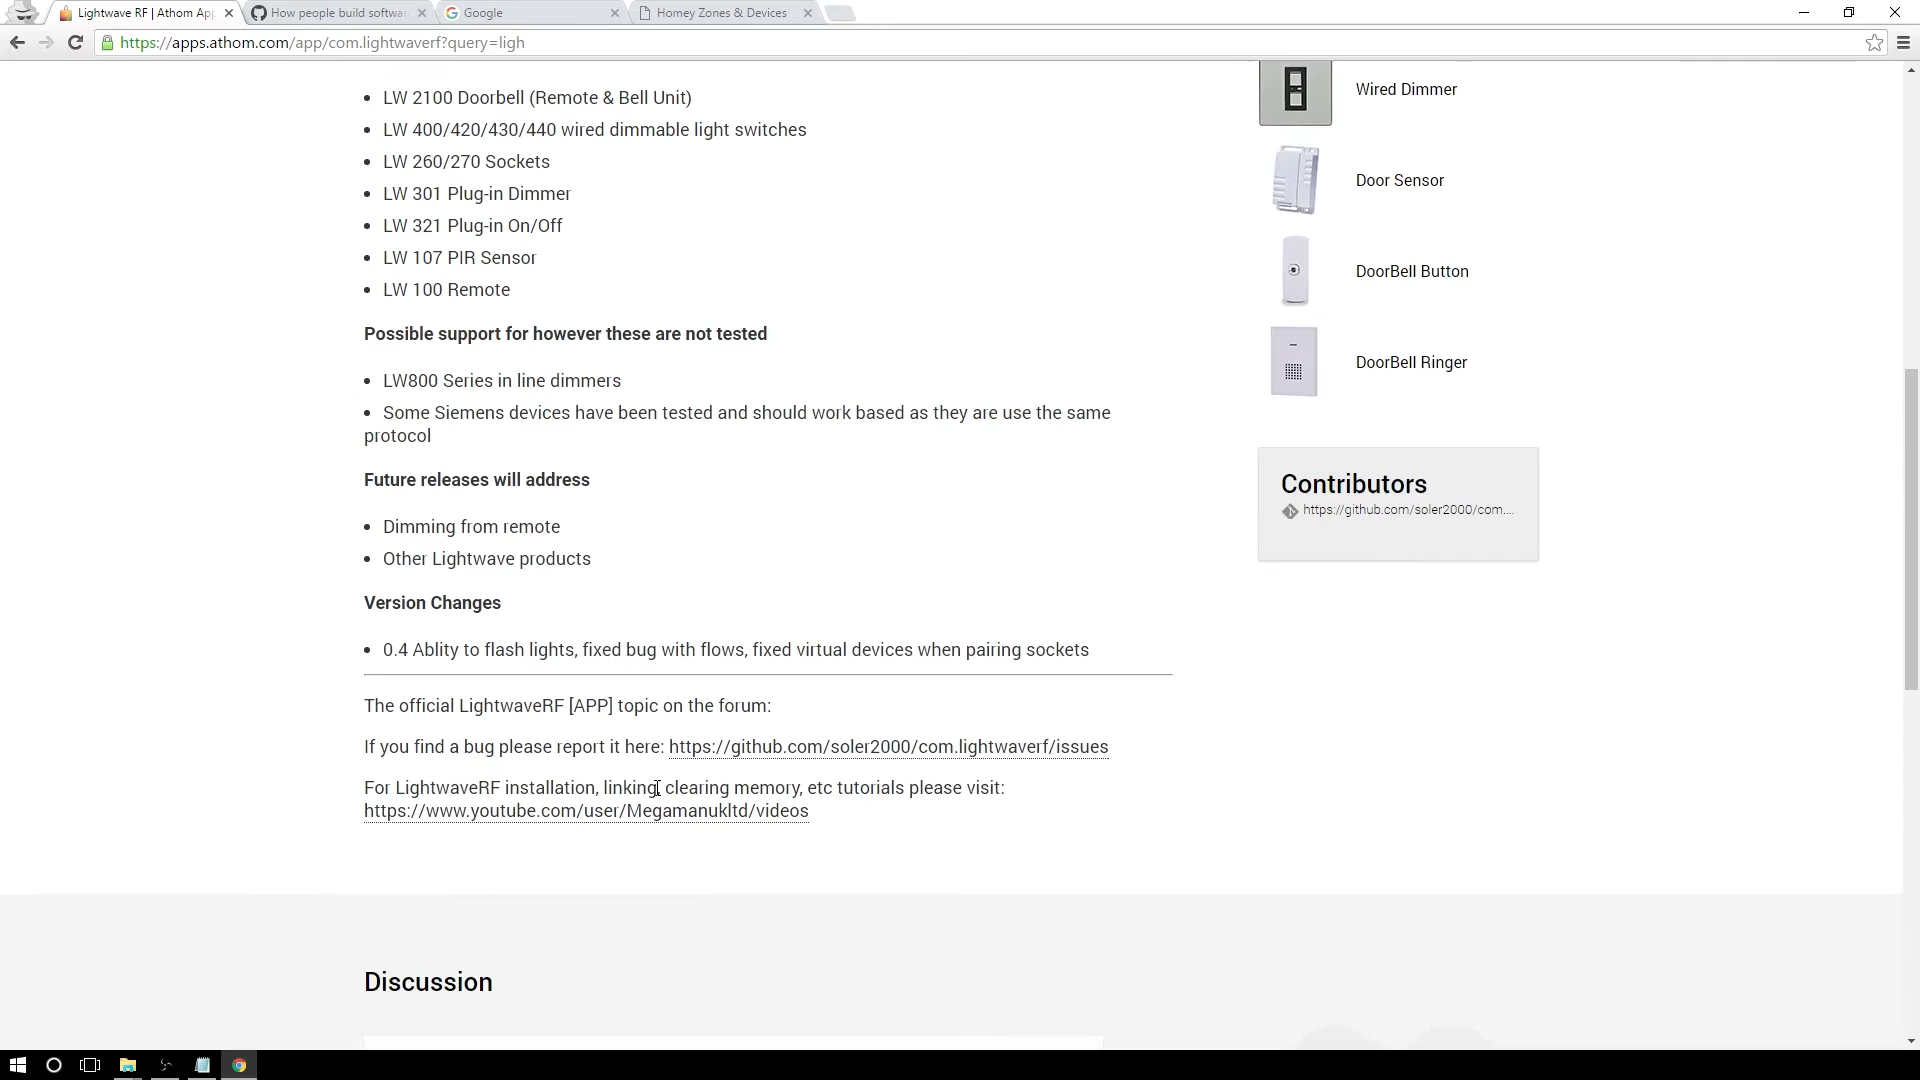 Lightwave RF | Athom App
How people build softwar
Google
Homey Zones & Devices
https://apps.athom.com/app/com.lightwaverf?query=ligh
LW 2100 Doorbell (Remote & Bell Unit)
LW 400/420/430/440 wired dimmable light switches
LW 260/270 Sockets
LW 301 Plug-in Dimmer
LW 321 Plug-in On/Off
LW 107 PIR Sensor
LW 100 Remote
Possible support for however these are not tested
LW800 Series in line dimmers
Some Siemens devices have been tested and should work based as they are use the same
protocol
Future releases will address
Dimming from remote
Other Lightwave products
Version Changes
0.4 Ablity to flash lights, fixed bug with flows, fixed virtual devices when pairing sockets
The official LightwaveRF [APP] topic on the forum:
If you find a bug please report it here: https://github.com/soler2000/com.lightwaverf/issues
For LightwaveRF installation, linking, clearing memory, etc tutorials please visit:
https://www.youtube.com/user/Megamanukltd/videos
Wired Dimmer
Door Sensor
DoorBell Button
DoorBell Ringer
Contributors
https://github.com/soler2000/com....
Discussion